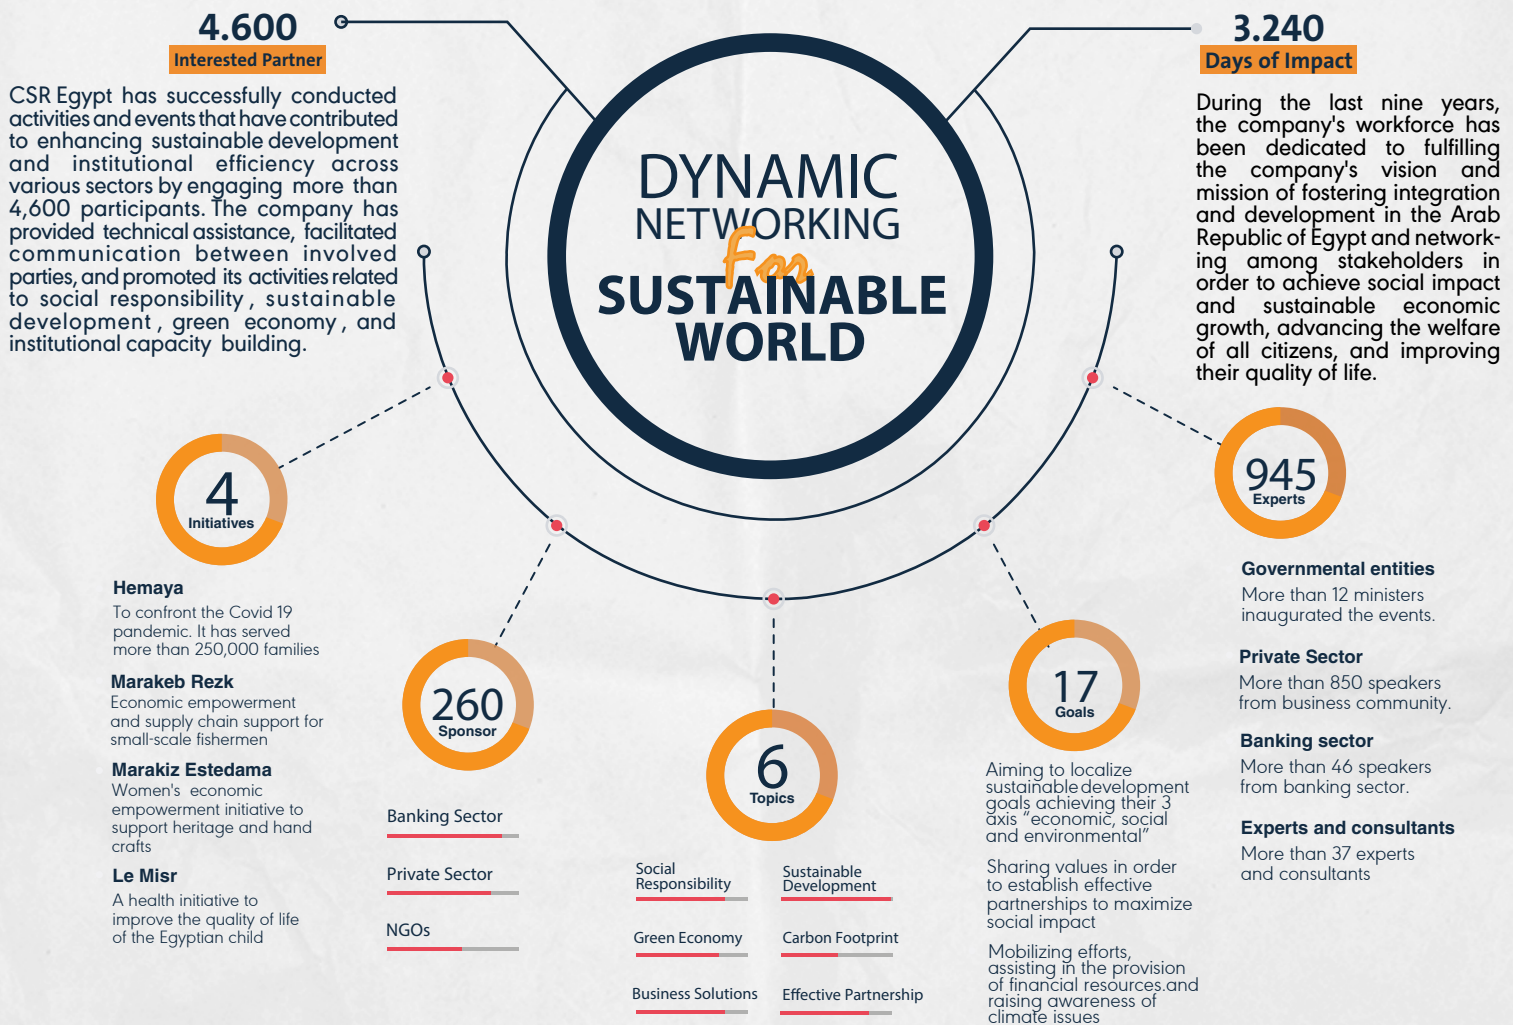 4.600
Interested Partner
CSR Egypt has successfully conducted
activities and events that have contributed
to enhancing sustainable development
and institutional efficiency across
various sectors by engaging more than
4,600 participants. The company has
provided technical assistance, facilitated
communication between involved
parties, and promoted its activities related
to social responsibility, sustainable
development, green economy, and
institutional capacity building.
DYNAMIC
NETWORKING
For
SUSTAINABLE
WORLD
3.240
Days of Impact
During the last nine years,
the company's workforce has
been dedicated to fulfilling
the company's vision and
mission of fostering integration
and development in the Arab
Republic of Egypt and network-
ing among stakeholders in
order to achieve social impact
and sustainable economic
growth, advancing the welfare
of all citizens, and improving
their quality of life.
4
Initiatives
Hemaya
To confront the Covid 19
pandemic. It has served
more than 250,000 families
Marakeb Rezk
Economic empowerment
and supply chain support for
small-scale fishermen
Marakiz Estedama
Women's economic
empowerment initiative to
support heritage and hand
crafts
Le Misr
A health initiative to
improve the quality of life
of the Egyptian child
260
Sponsor
Banking Sector
Private Sector
NGOs
6
Topics
Social
Responsibility
Sustainable
Development
Green Economy
Carbon Footprint
Business Solutions
Effective Partnership
17
Goals
Aiming to localize
sustainable development
goals achieving their 3
axis “economic, social
and environmental”
Sharing values in order
to establish effective
partnerships to maximize
social impact
Mobilizing efforts,
assisting in the provision
of financial resources.and
raising awareness of
climate issues
945
Experts
Governmental entities
More than 12 ministers
inaugurated the events.
Private Sector
More than 850 speakers
from business community.
Banking sector
More than 46 speakers
from banking sector.
Experts and consultants
More than 37 experts
and consultants